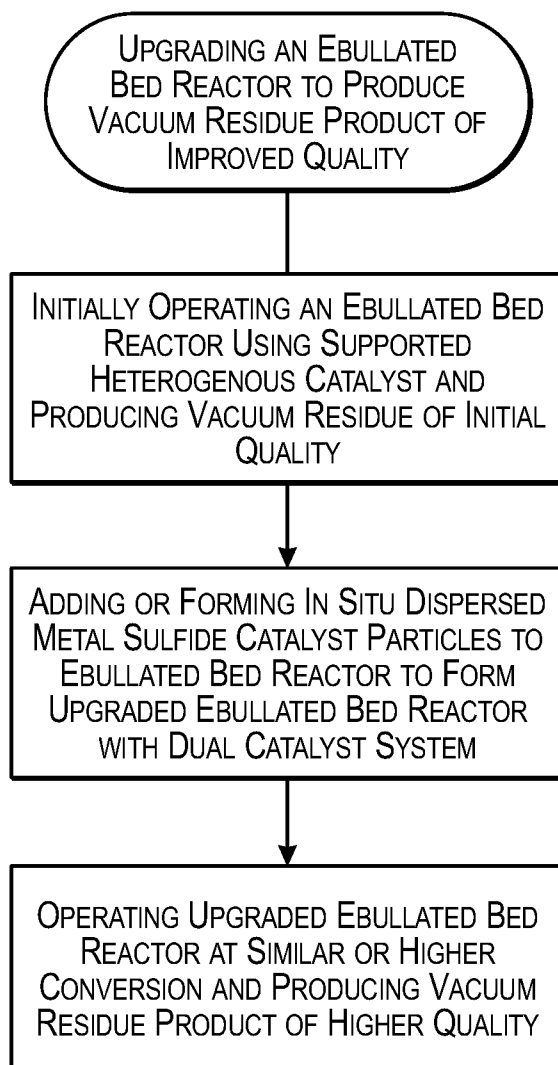 UPGRADING AN EBULLATED
BED REACTOR TO PRODUCE
VACUUM RESIDUE PRODUCT OF
IMPROVED QUALITY
INITIALLY OPERATING AN EBULLATED BED
REACTOR USING SUPPORTED
HETEROGENOUS CATALYST AND
PRODUCING VACUUM RESIDUE OF INITIAL
QUALITY
ADDING OR FORMING IN SITU DISPERSED
METAL SULFIDE CATALYST PARTICLES TO
EBULLATED BED REACTOR TO FORM
UPGRADED EBULLATED BED REACTOR
WITH DUAL CATALYST SYSTEM
OPERATING UPGRADED EBULLATED BED
REACTOR AT SIMILAR OR HIGHER
CONVERSION AND PRODUCING VACUUM
RESIDUE PRODUCT OF HIGHER QUALITY